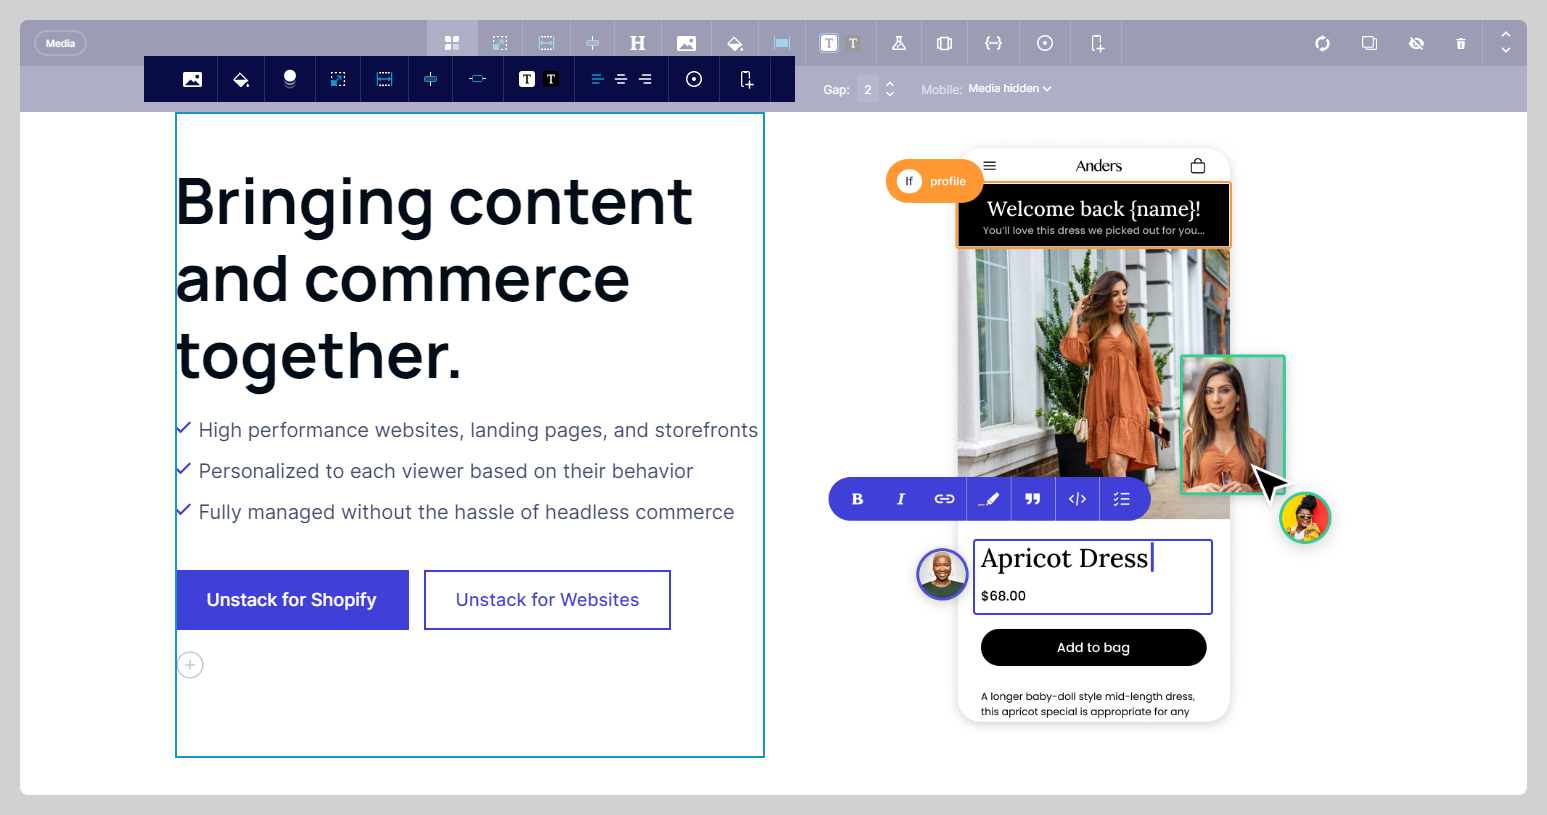 Media
H
T T
T T
Gap: 2
Mobile: Media hidden
Bringing content
and commerce
together.
High performance websites, landing pages, and storefronts
Personalized to each viewer based on their behavior
Fully managed without the hassle of headless commerce
Unstack for Shopify
Unstack for Websites
Anders
If profile
Welcome back {name}!
You'll love this dress we picked out for you...
B I
Apricot Dress
$68.00
Add to bag
A longer baby-doll style mid-length dress,
this apricot special is appropriate for any